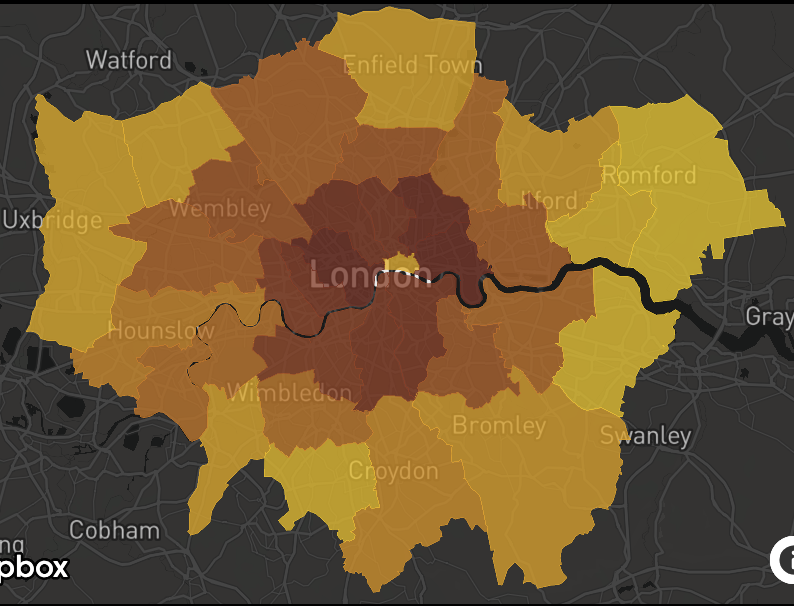 Watford
Enfield Town
Romford
Ilford
Wembley
Uxbridge
London
Gray
Hounslow
Wimbledon
Bromley
Swanley
Croydon
Cobham
ng
pbox
i